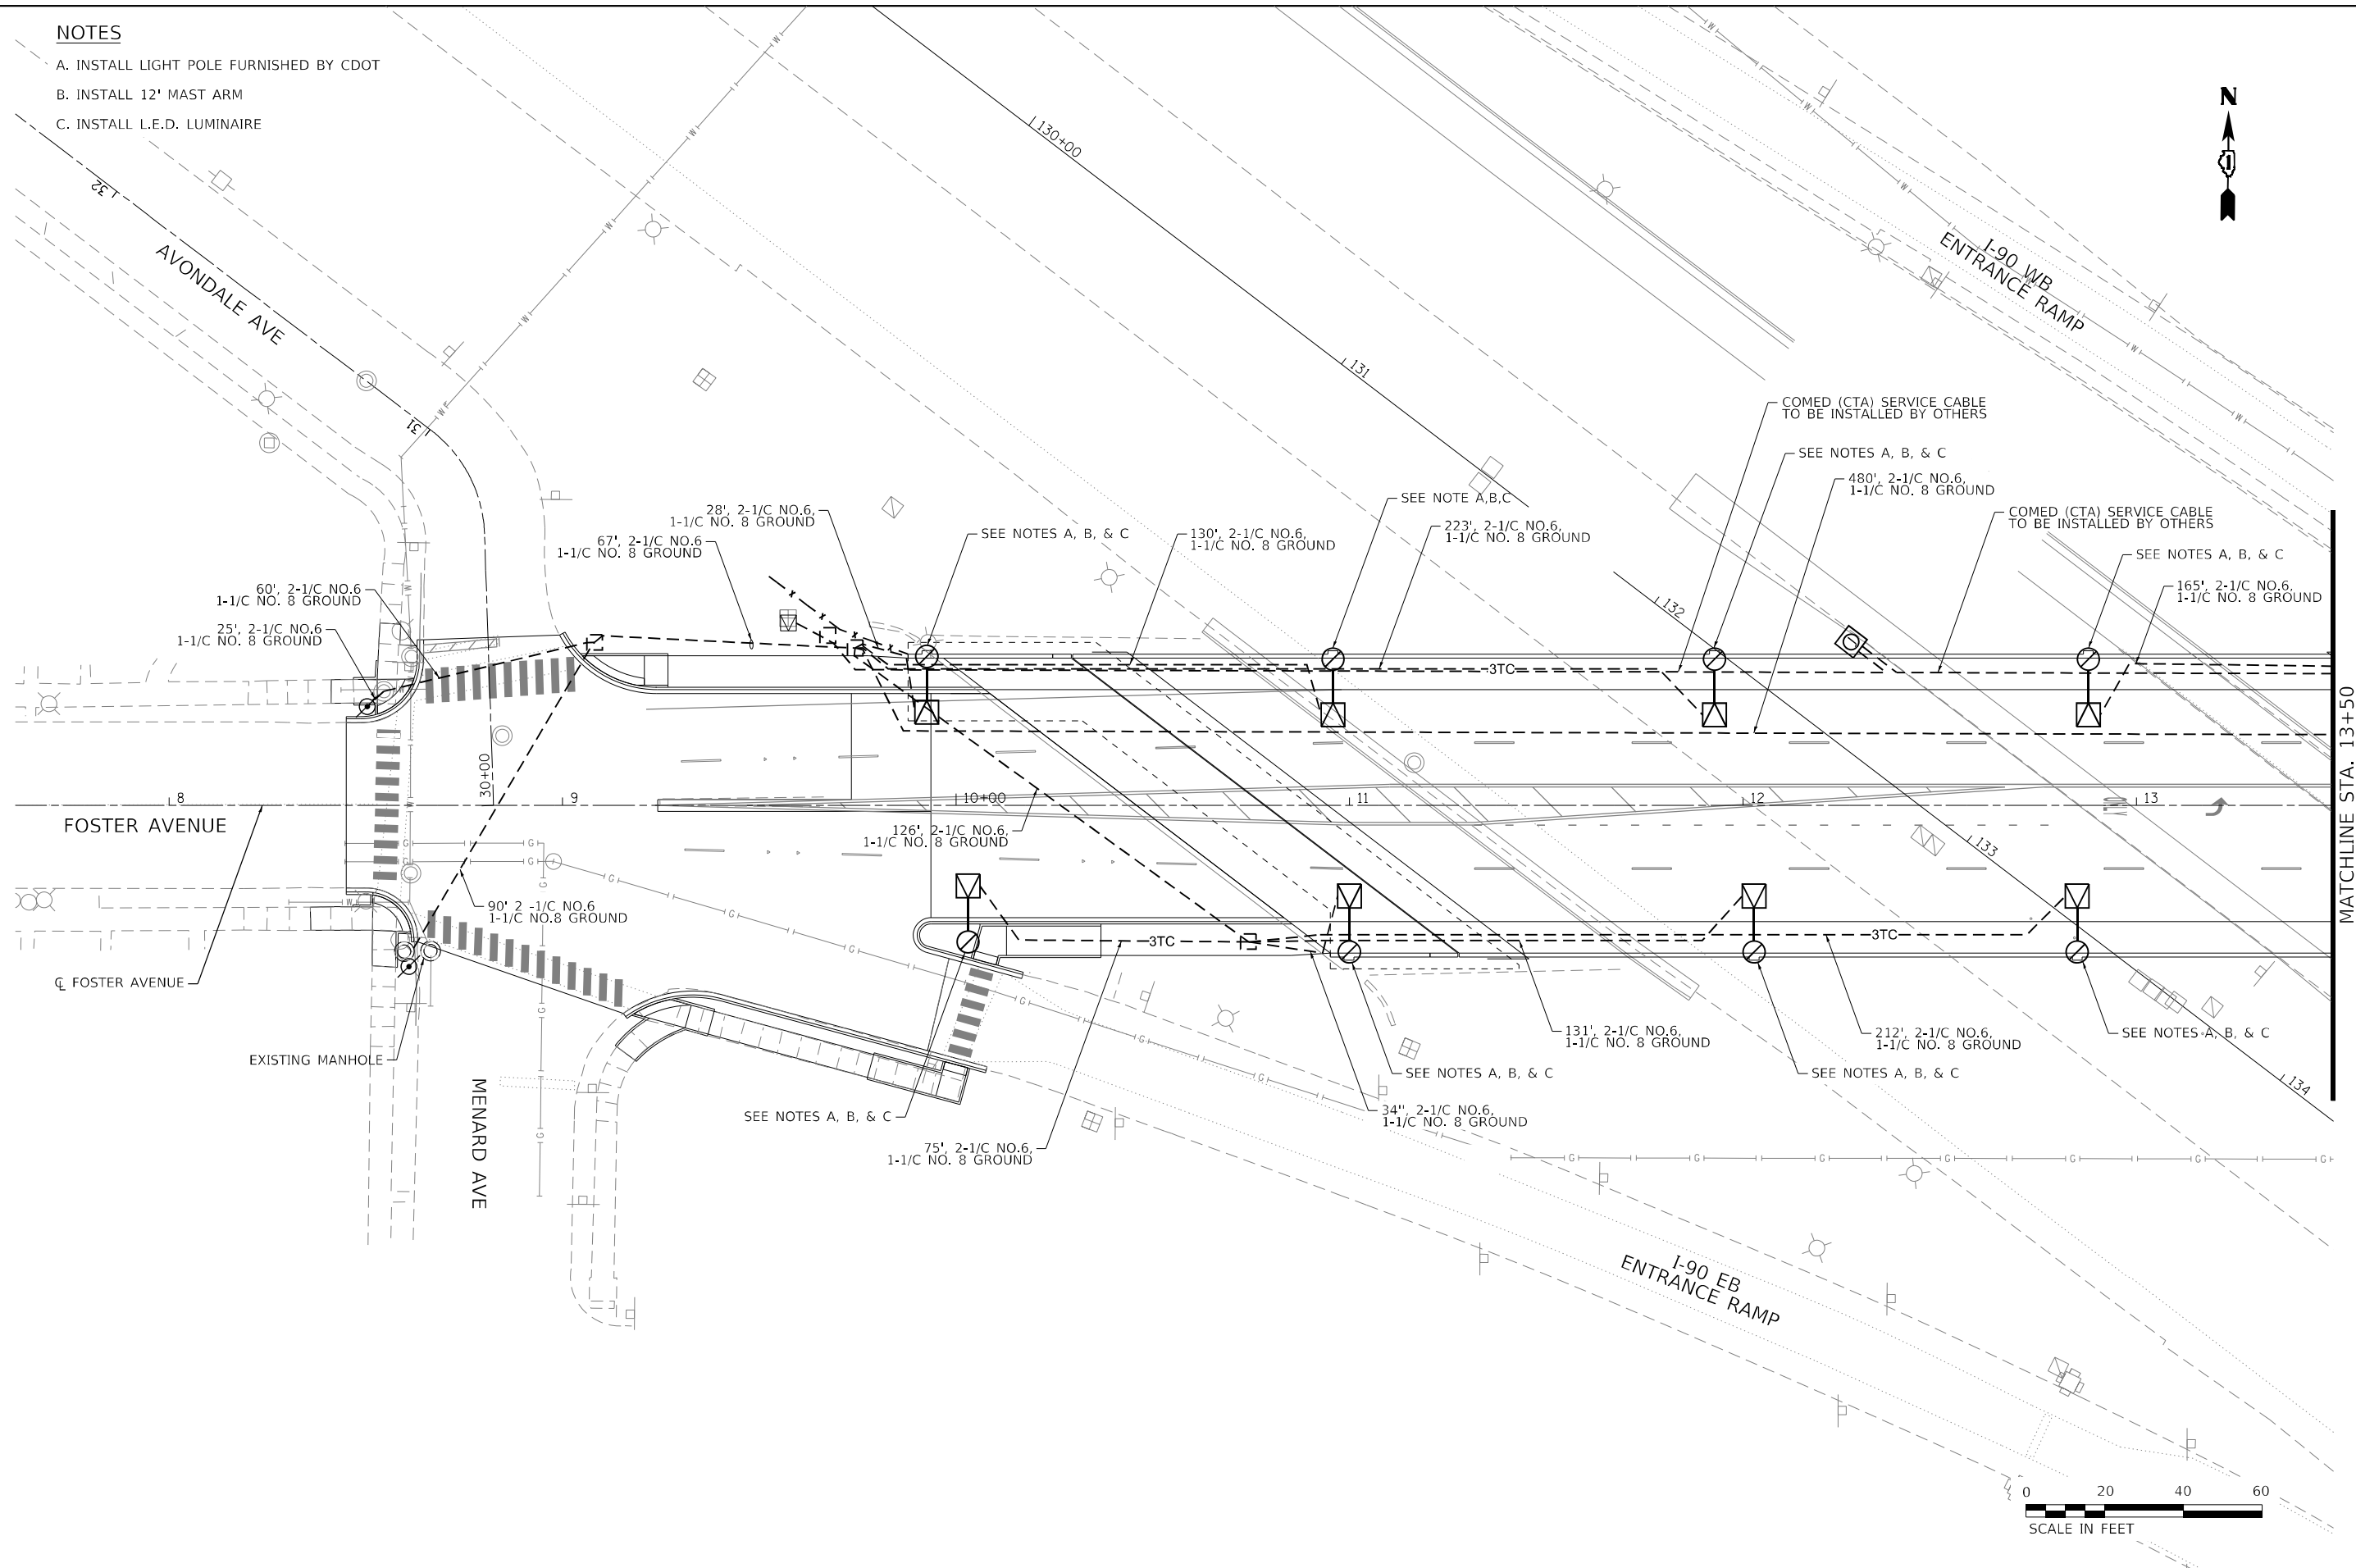 NOTES
A. INSTALL LIGHT POLE FURNISHED BY CDOT
B. INSTALL 12' MAST ARM
C. INSTALL L.E.D. LUMINAIRE
N
130+00
131
132
133
134
32
31
30+00
AVONDALE AVE
I-90 WB
ENTRANCE RAMP
COMED (CTA) SERVICE CABLE
TO BE INSTALLED BY OTHERS
SEE NOTES A, B, & C
480', 2-1/C NO.6,
1-1/C NO. 8 GROUND
SEE NOTE A,B,C
223', 2-1/C NO.6,
1-1/C NO. 8 GROUND
COMED (CTA) SERVICE CABLE
TO BE INSTALLED BY OTHERS
SEE NOTES A, B, & C
165', 2-1/C NO.6,
1-1/C NO. 8 GROUND
28', 2-1/C NO.6,
1-1/C NO. 8 GROUND
67', 2-1/C NO.6
1-1/C NO. 8 GROUND
SEE NOTES A, B, & C
130', 2-1/C NO.6,
1-1/C NO. 8 GROUND
60', 2-1/C NO.6
1-1/C NO. 8 GROUND
25', 2-1/C NO.6
1-1/C NO. 8 GROUND
3TC
MATCHLINE STA. 13+50
8
9
10+00
11
12
13
FOSTER AVENUE
126', 2-1/C NO.6,
1-1/C NO. 8 GROUND
90' 2 -1/C NO.6
1-1/C NO.8 GROUND
3TC
3TC
℄ FOSTER AVENUE
EXISTING MANHOLE
MENARD AVE
SEE NOTES A, B, & C
75', 2-1/C NO.6,
1-1/C NO. 8 GROUND
34'', 2-1/C NO.6,
1-1/C NO. 8 GROUND
SEE NOTES A, B, & C
131', 2-1/C NO.6,
1-1/C NO. 8 GROUND
SEE NOTES A, B, & C
212', 2-1/C NO.6,
1-1/C NO. 8 GROUND
SEE NOTES A, B, & C
I-90 EB
ENTRANCE RAMP
0 20 40 60
SCALE IN FEET